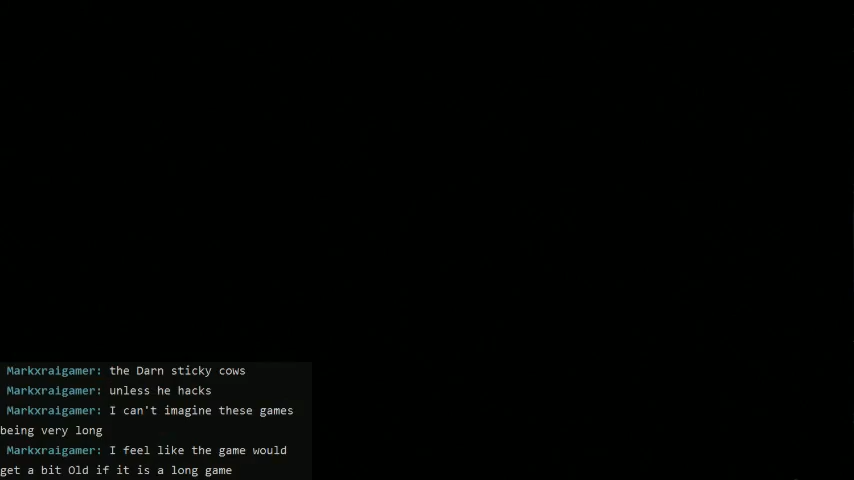 Markxraigamer: the Darn sticky cows
Markxraigamer: unless he hacks
Markxraigamer: I can't imagine these games
being very long
Markxraigamer: I feel like the game would
get a bit Old if it is a long game